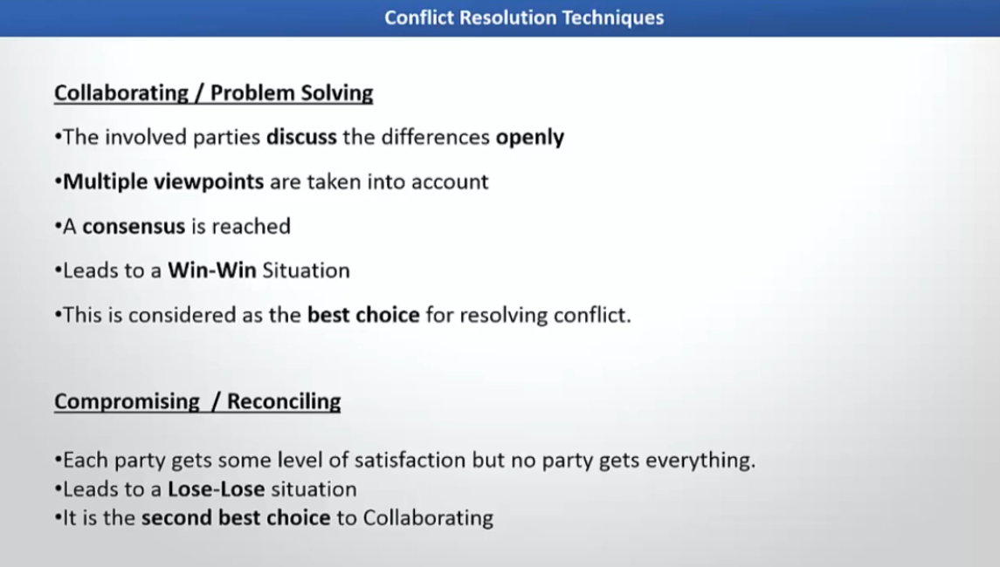 Conflict Resolution Techniques
Collaborating / Problem Solving
•The involved parties discuss the differences openly
•Multiple viewpoints are taken into account
•A consensus is reached
•Leads to a Win-Win Situation
•This is considered as the best choice for resolving conflict.
Compromising / Reconciling
•Each party gets some level of satisfaction but no party gets everything.
•Leads to a Lose-Lose situation
•It is the second best choice to Collaborating